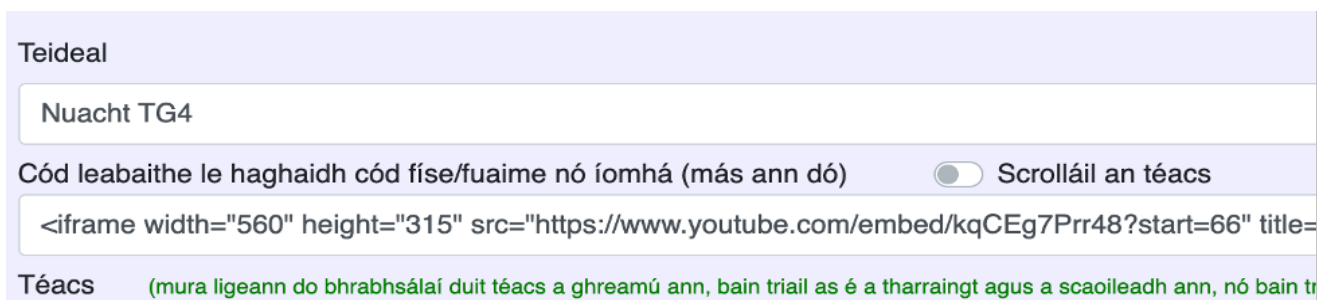 Teideal
Nuacht TG4
Cód leabaithe le haghaidh cód físe/fuaime nó íomhá (más ann dó) Scrolláil an téacs
<iframe width="560" height="315" src="https://www.youtube.com/embed/kqCEg7Prr48?start=66" title=
Téacs (mura ligeann do bhrabhsálaí duit téacs a ghreamú ann, bain triail as é a tharraingt agus a scaoileadh ann, nó bain